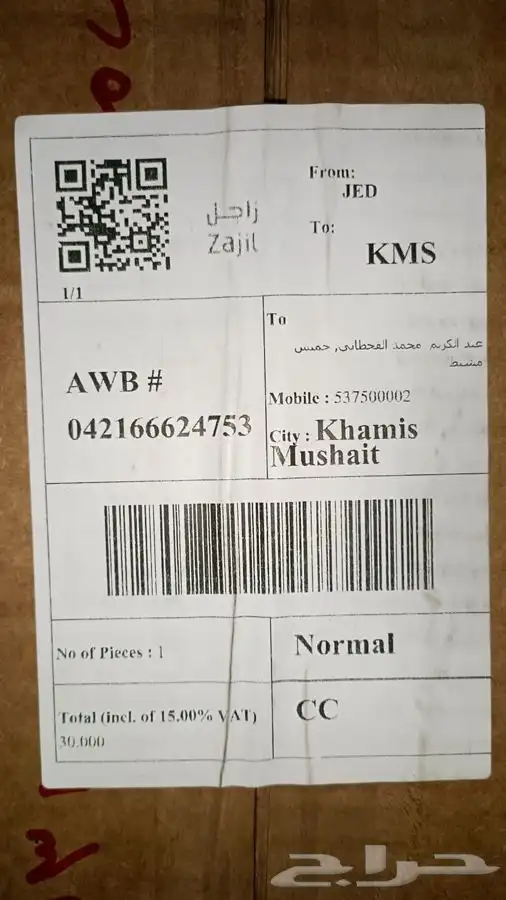 From:
JED
زاجل
Zajil
To:
KMS
1/1
To
عبد الكريم محمد القحطاني, خميس
مشيط
AWB #
042166624753
Mobile : 537500002
City : Khamis
Mushait
No of Pieces : 1
Normal
Total (incl. of 15.00% VAT)
30.000
CC
حراج